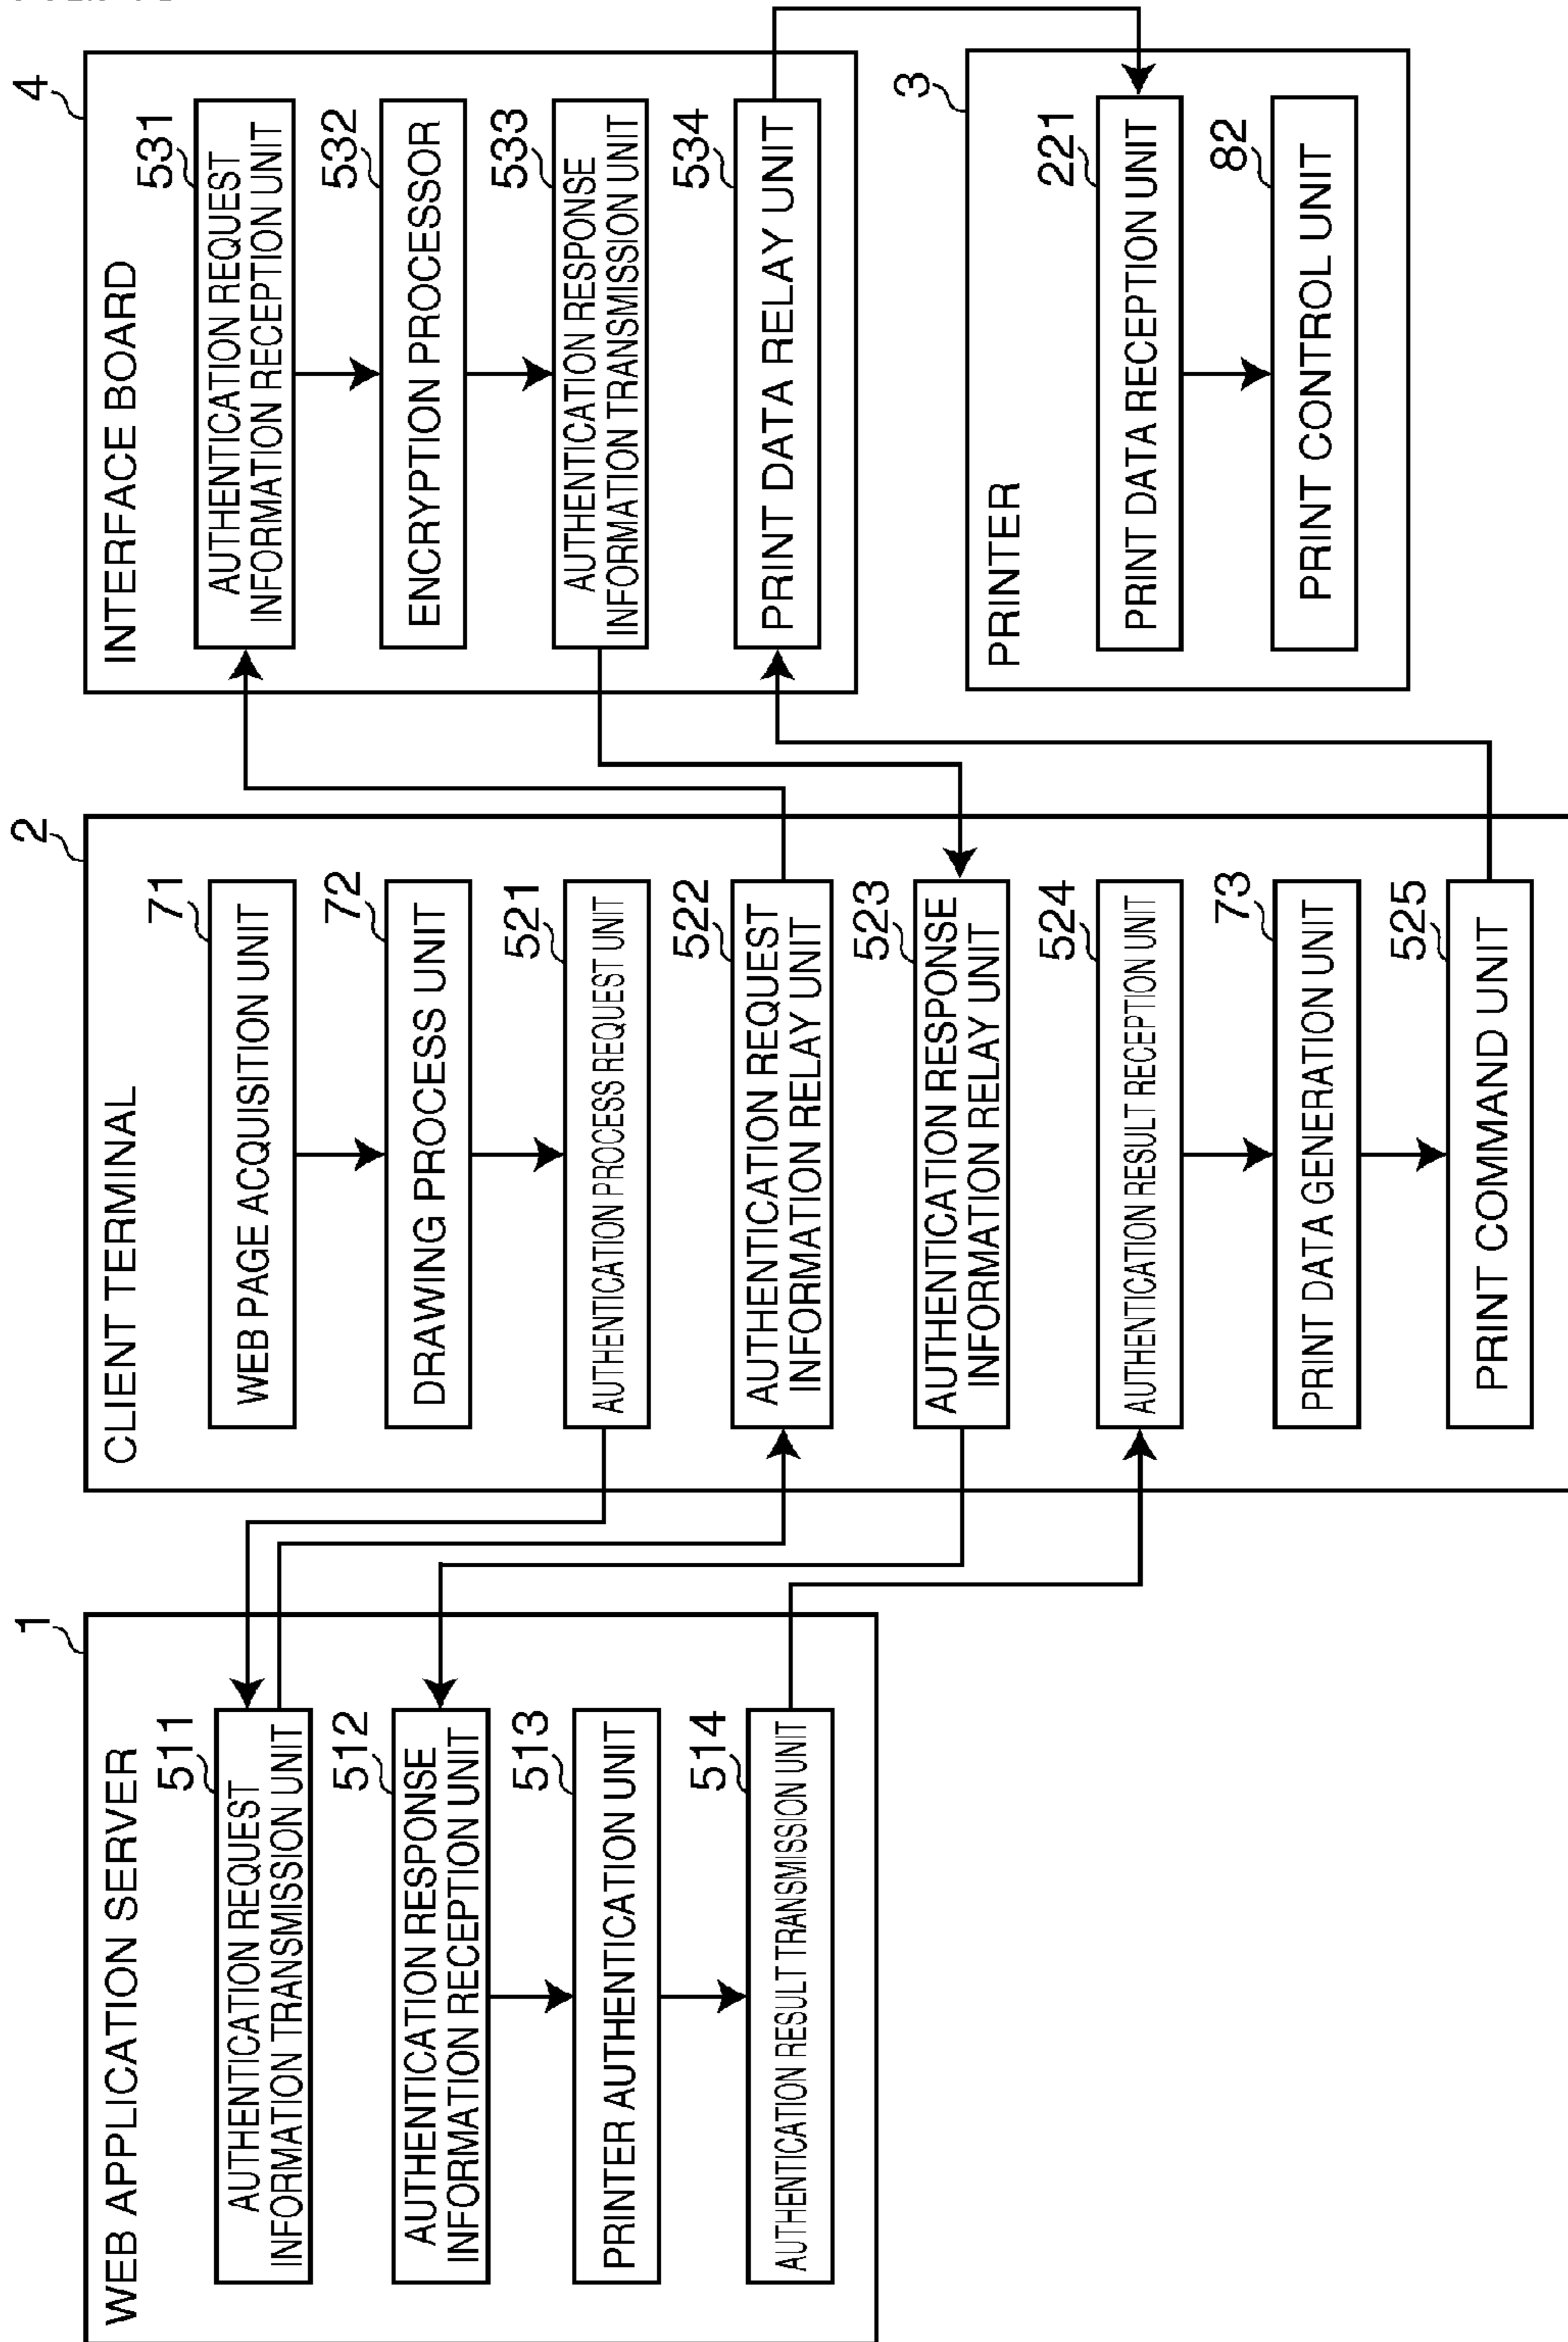 WEB APPLICATION SERVER
1
511
AUTHENTICATION REQUEST
INFORMATION TRANSMISSION UNIT
512
AUTHENTICATION RESPONSE
INFORMATION RECEPTION UNIT
513
PRINTER AUTHENTICATION UNIT
514
AUTHENTICATION RESULT TRANSMISSION UNIT
CLIENT TERMINAL
2
71
WEB PAGE ACQUISITION UNIT
72
DRAWING PROCESS UNIT
521
AUTHENTICATION PROCESS REQUEST UNIT
522
AUTHENTICATION REQUEST
INFORMATION RELAY UNIT
523
AUTHENTICATION RESPONSE
INFORMATION RELAY UNIT
524
AUTHENTICATION RESULT RECEPTION UNIT
73
PRINT DATA GENERATION UNIT
525
PRINT COMMAND UNIT
INTERFACE BOARD
4
531
AUTHENTICATION REQUEST
INFORMATION RECEPTION UNIT
532
ENCRYPTION PROCESSOR
533
AUTHENTICATION RESPONSE
INFORMATION TRANSMISSION UNIT
534
PRINT DATA RELAY UNIT
PRINTER
3
221
PRINT DATA RECEPTION UNIT
82
PRINT CONTROL UNIT